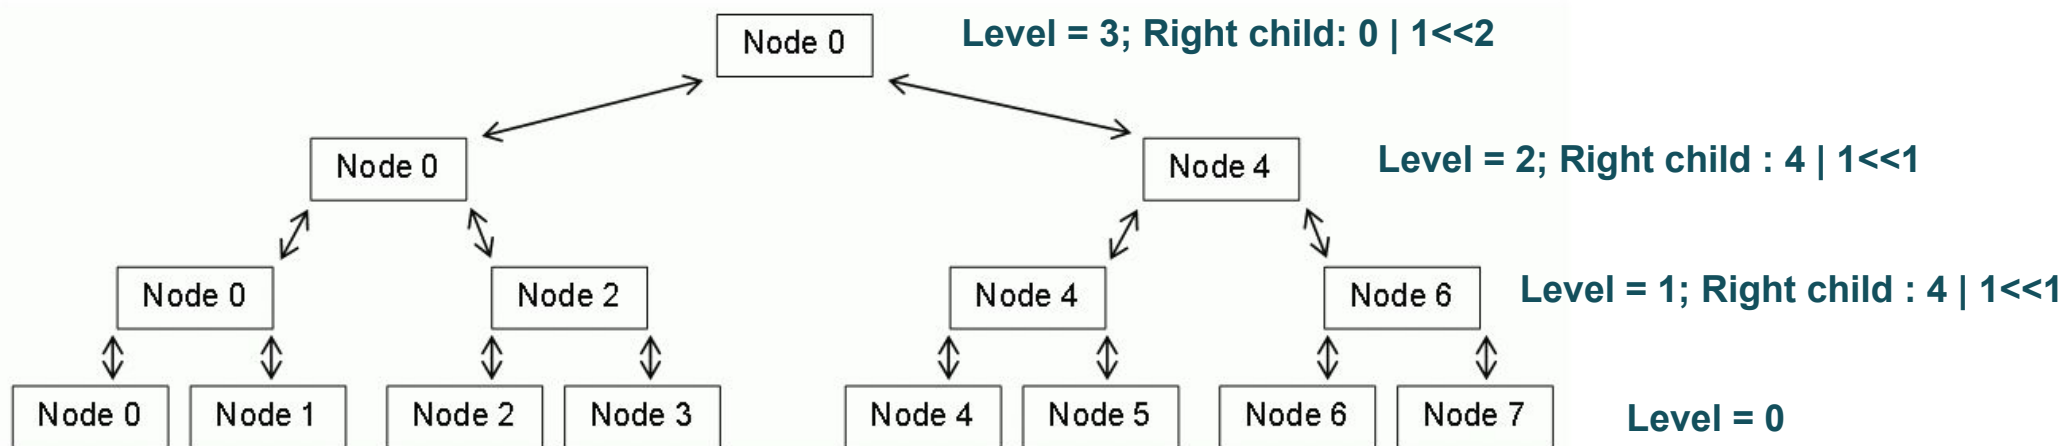 Node 0
Level = 3; Right child: 0 | 1<<2
Node 0
Node 4
Level = 2; Right child : 4 | 1<<1
Node 0
Node 2
Node 4
Node 6
Level = 1; Right child : 4 | 1<<1
Node 0
Node 1
Node 2
Node 3
Node 4
Node 5
Node 6
Node 7
Level = 0